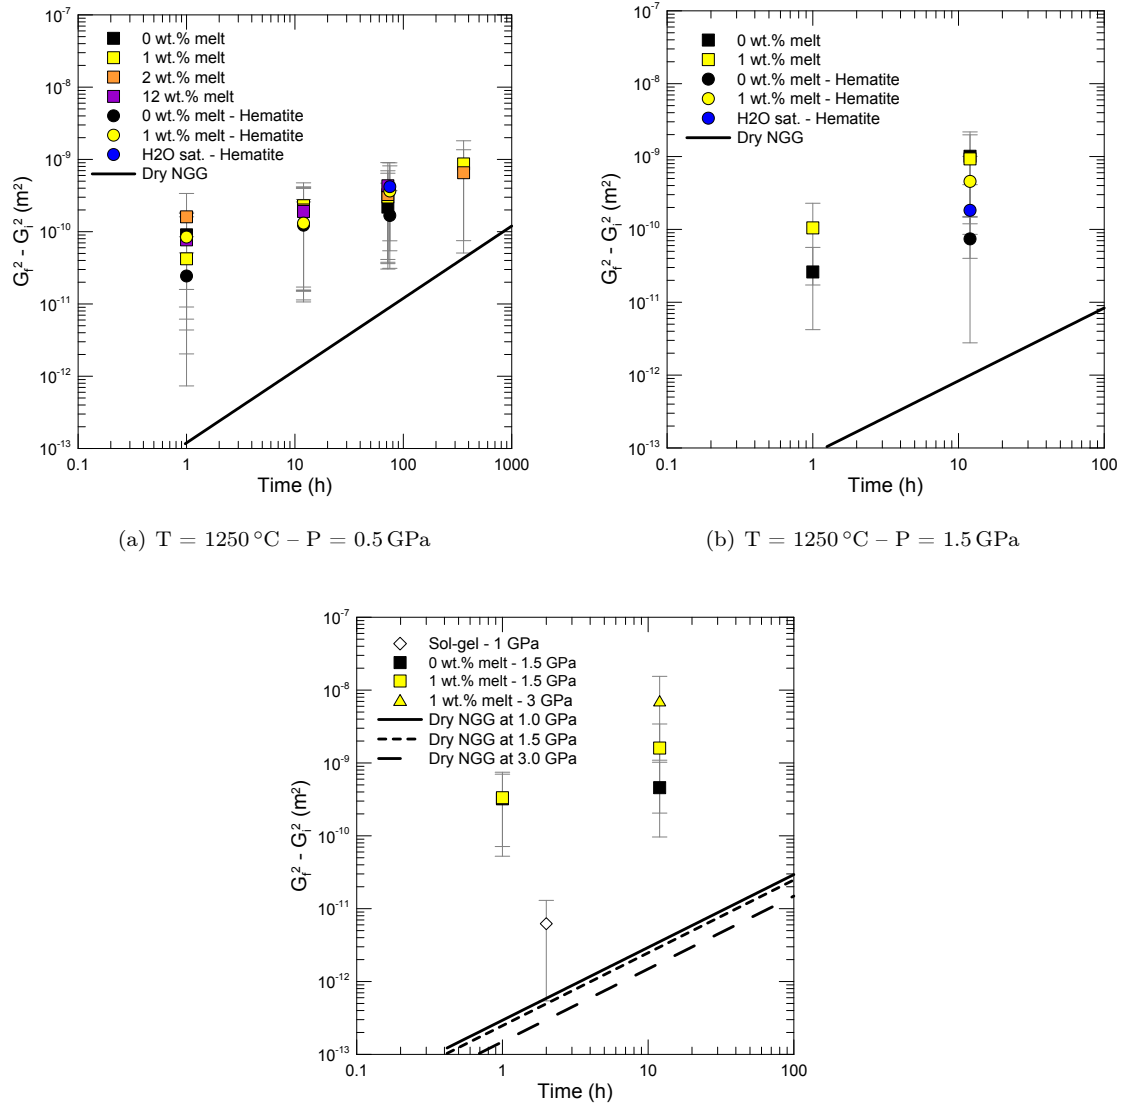 10⁻⁷
10⁻⁸
10⁻⁹
10⁻¹⁰
10⁻¹¹
10⁻¹²
10⁻¹³
G_f² - G_i² (m²)
0 wt.% melt
1 wt.% melt
2 wt.% melt
12 wt.% melt
0 wt.% melt - Hematite
1 wt.% melt - Hematite
H2O sat. - Hematite
Dry NGG
0.1 1 10 100 1000
Time (h)
(a) T = 1250 °C – P = 0.5 GPa
10⁻⁷
10⁻⁸
10⁻⁹
10⁻¹⁰
10⁻¹¹
10⁻¹²
10⁻¹³
G_f² - G_i² (m²)
0 wt.% melt
1 wt.% melt
0 wt.% melt - Hematite
1 wt.% melt - Hematite
H2O sat. - Hematite
Dry NGG
0.1 1 10 100
Time (h)
(b) T = 1250 °C – P = 1.5 GPa
10⁻⁷
10⁻⁸
10⁻⁹
10⁻¹⁰
10⁻¹¹
10⁻¹²
10⁻¹³
G_f² - G_i² (m²)
Sol-gel - 1 GPa
0 wt.% melt - 1.5 GPa
1 wt.% melt - 1.5 GPa
1 wt.% melt - 3 GPa
Dry NGG at 1.0 GPa
Dry NGG at 1.5 GPa
Dry NGG at 3.0 GPa
0.1 1 10 100
Time (h)